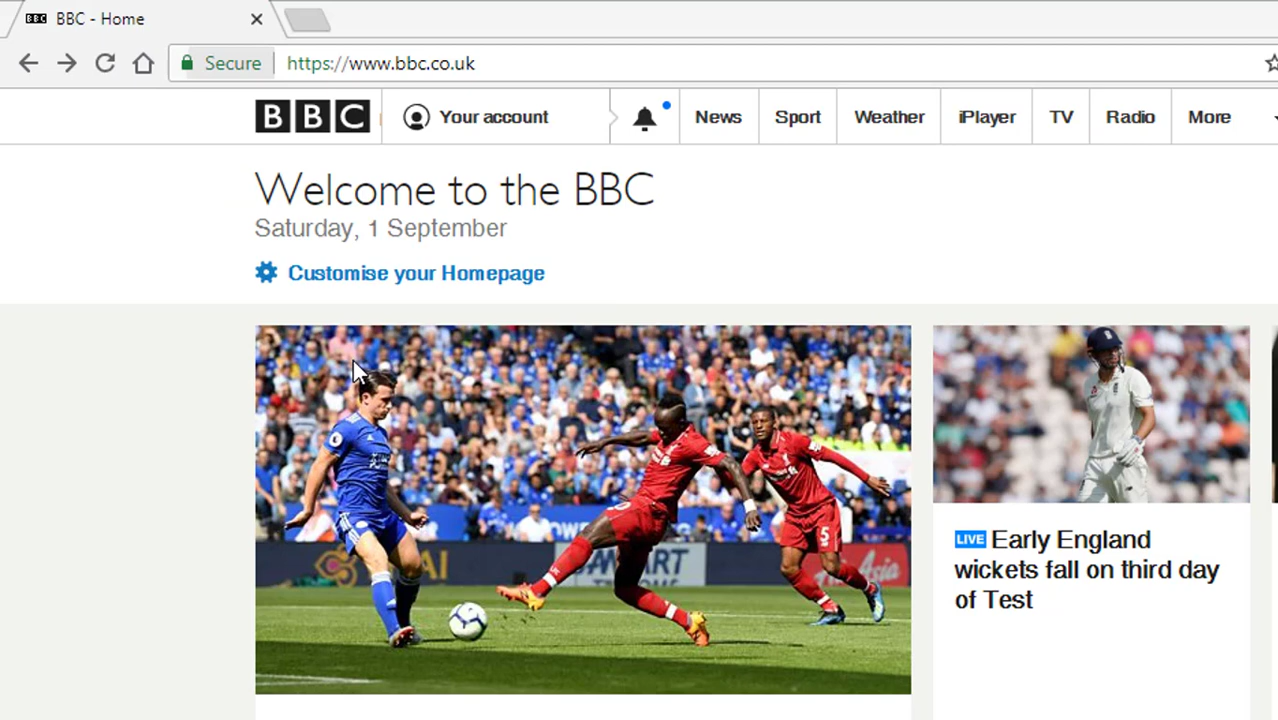 BBC - Home
Secure
https://www.bbc.co.uk
BBC
Your account
News
Sport
Weather
iPlayer
TV
Radio
More
Welcome to the BBC
Saturday, 1 September
Customise your Homepage
5
LIVE Early England
wickets fall on third day
of Test